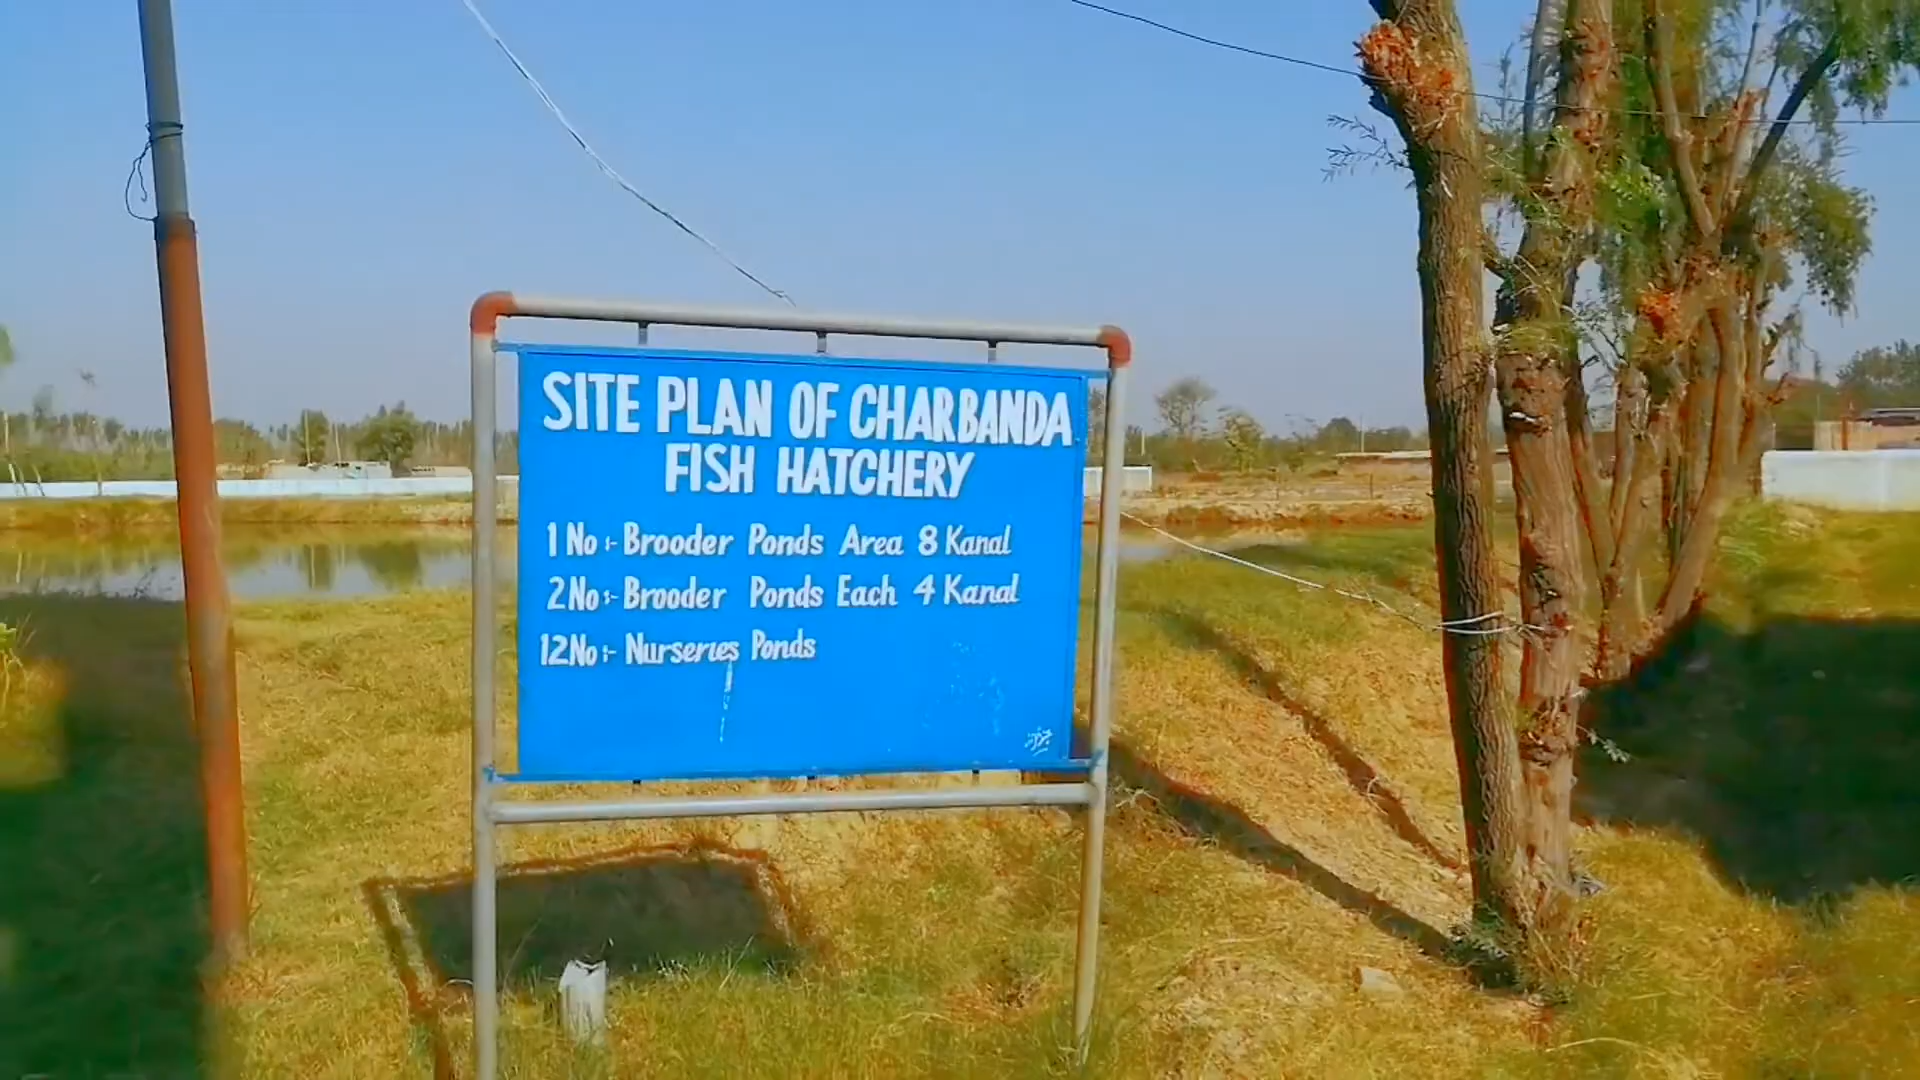 SITE PLAN OF CHARBANDA
FISH HATCHERY
1 No :- Brooder Ponds Area 8 Kanal
2 No :- Brooder Ponds Each 4 Kanal
12 No :- Nurseries Ponds